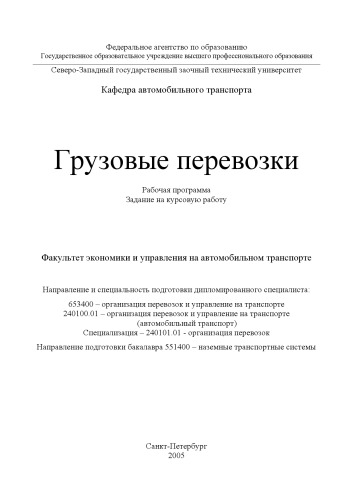 Федеральное агентство по образованию
Государственное образовательное учреждение высшего профессионального образования
Северо-Западный государственный заочный технический университет
Кафедра автомобильного транспорта
Грузовые перевозки
Рабочая программа
Задание на курсовую работу
Факультет экономики и управления на автомобильном транспорте
Направление и специальность подготовки дипломированного специалиста:
653400 – организация перевозок и управление на транспорте
240100.01 – организация перевозок и управление на транспорте
(автомобильный транспорт)
Специализация – 240101.01 - организация перевозок
Направление подготовки бакалавра 551400 – наземные транспортные системы
Санкт-Петербург
2005